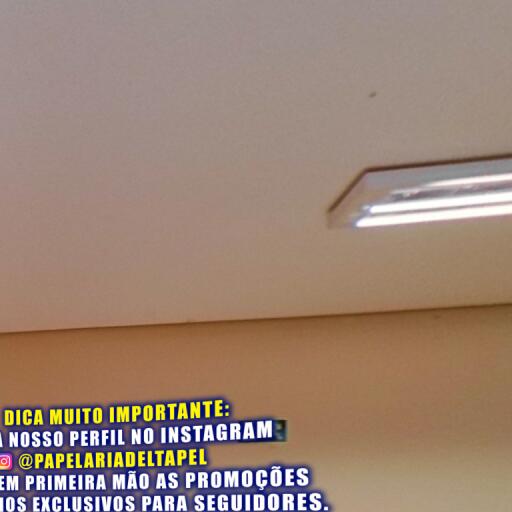 DICA MUITO IMPORTANTE:
NOSSO PERFIL NO INSTAGRAM
@PAPELARIADELTAPEL
EM PRIMEIRA MÃO AS PROMOÇÕES
EXCLUSIVOS PARA SEGUIDORES.